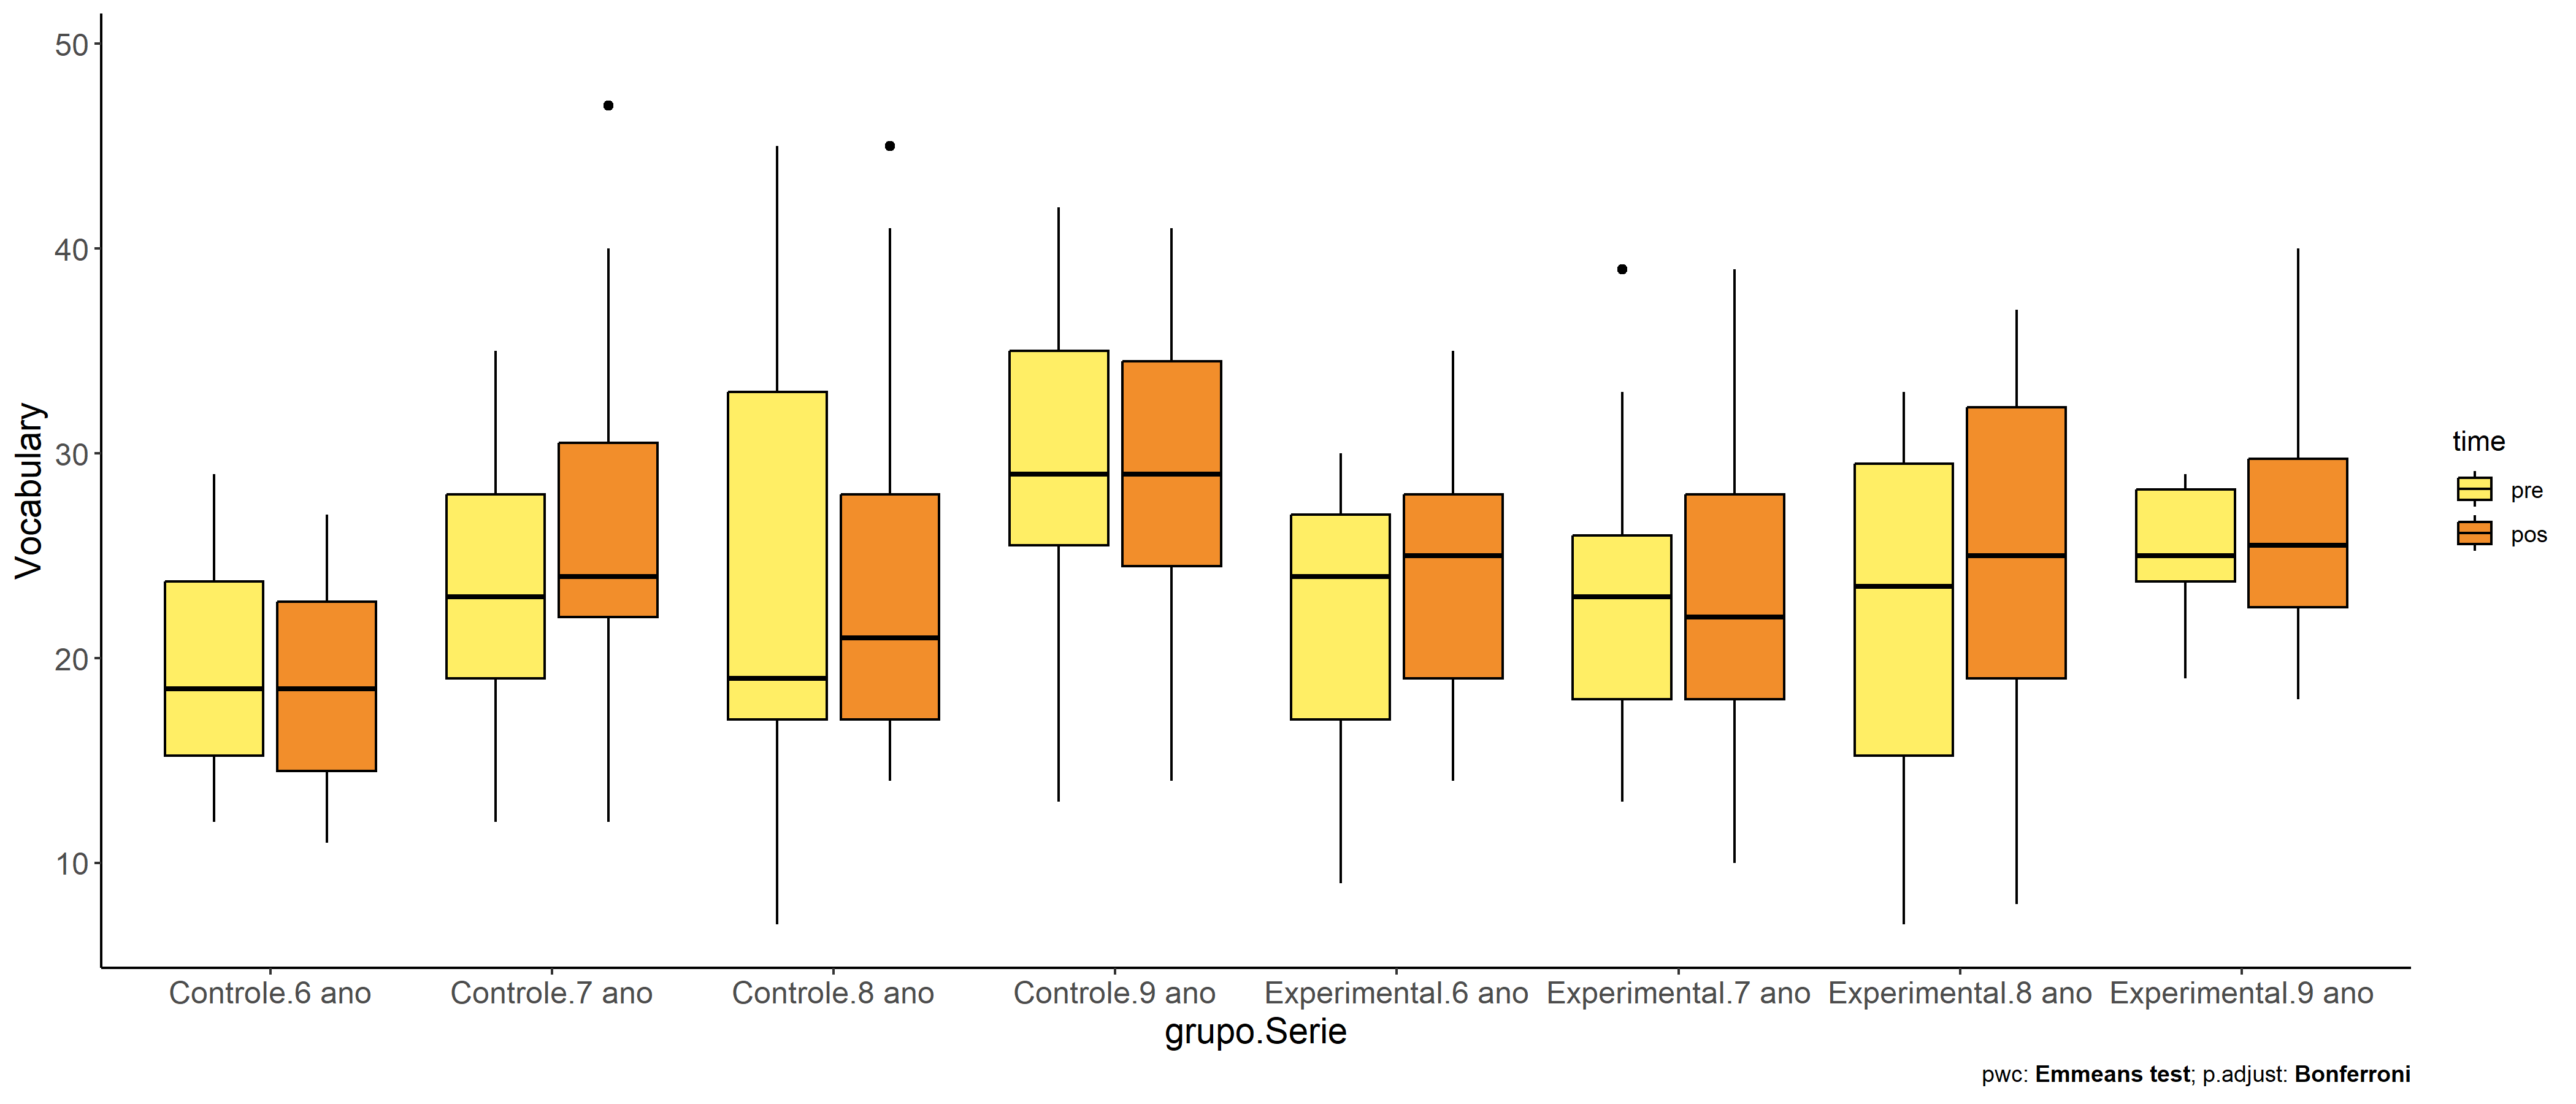 50
40
30
20
10
Vocabulary
Controle.6 ano
Controle.7 ano
Controle.8 ano
Controle.9 ano
Experimental.6 ano
Experimental.7 ano
Experimental.8 ano
Experimental.9 ano
grupo.Serie
time
pre
pos
pwc: Emmeans test; p.adjust: Bonferroni